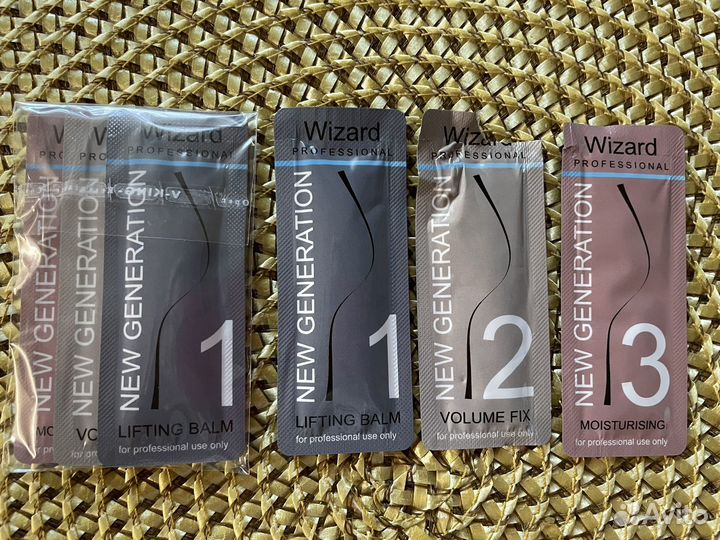 Wizard
PROFESSIONAL
NEW GENERATION
NEW GENERATION
1
LIFTING BALM
for professional use only
Wizard
PROFESSIONAL
NEW GENERATION
1
LIFTING BALM
for professional use only
Wizard
PROFESSIONAL
NEW GENERATION
2
VOLUME FIX
for professional use only
Wizard
PROFESSIONAL
NEW GENERATION
3
MOISTURISING
for professional use only
Avito